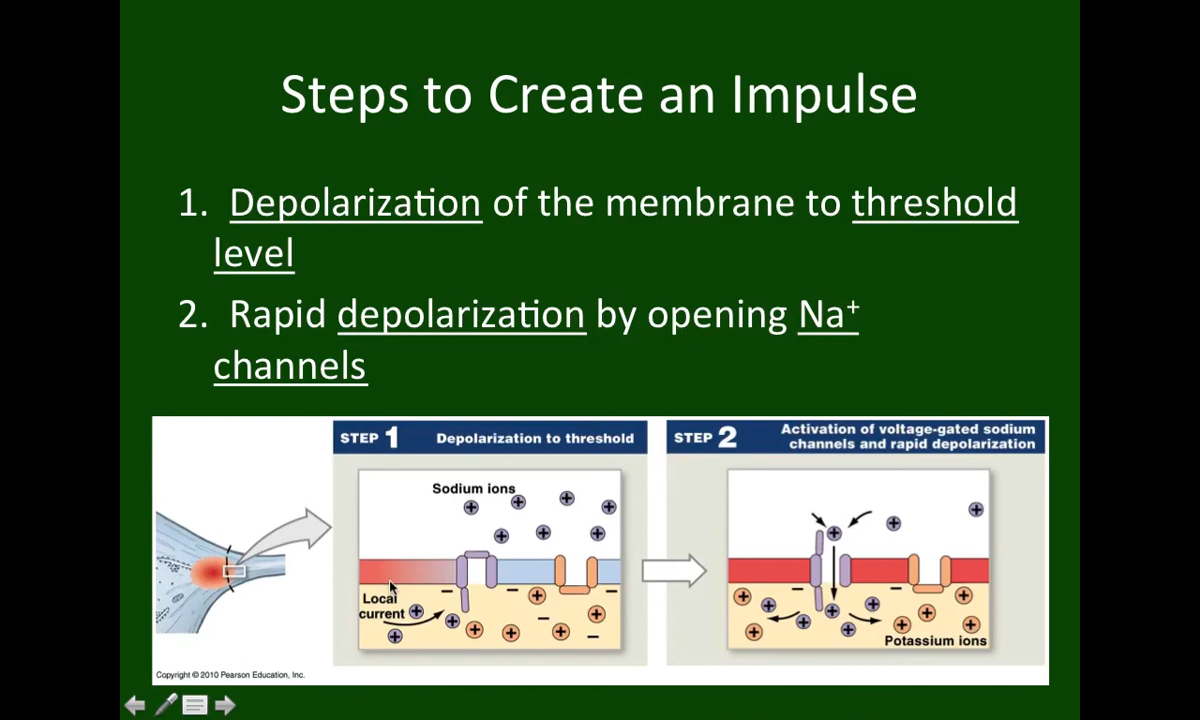 Steps to Create an Impulse
1. Depolarization of the membrane to threshold
level
2. Rapid depolarization by opening Na⁺
channels
STEP 1 Depolarization to threshold
Sodium ions
Local
current
STEP 2 Activation of voltage-gated sodium
channels and rapid depolarization
Potassium ions
Copyright © 2010 Pearson Education, Inc.